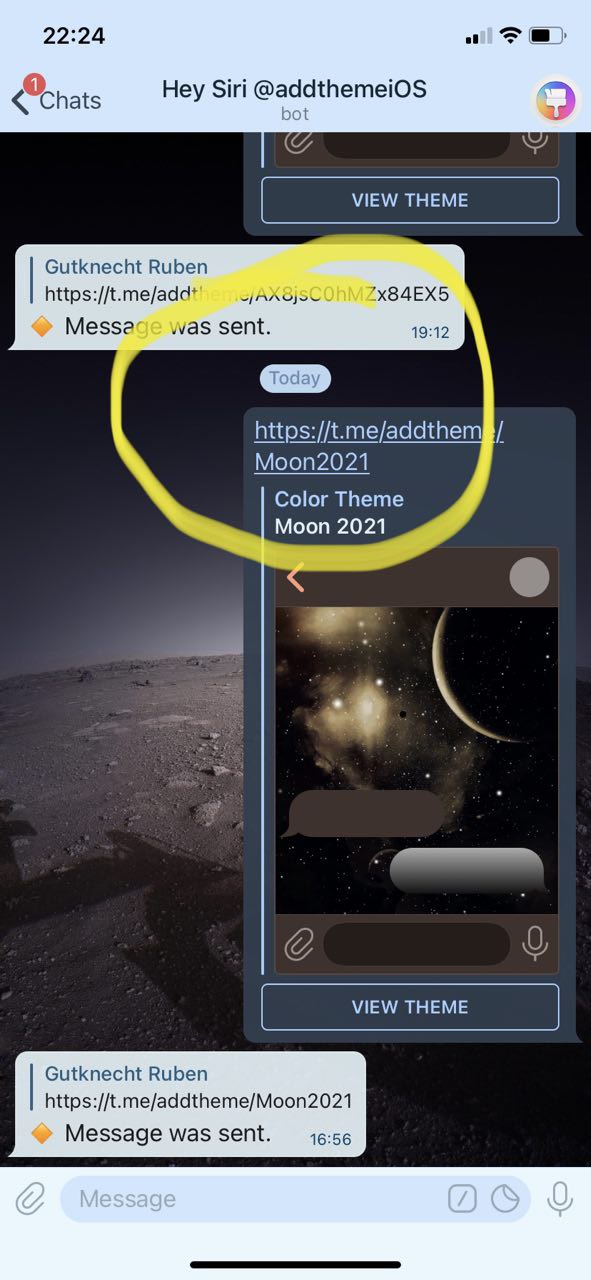 22:24
1
Chats
Hey Siri @addthemeiOS
bot
VIEW THEME
Gutknecht Ruben
https://t.me/addtheme/AX8jsC0hMZx84EX5
Message was sent.
19:12
Today
https://t.me/addtheme/
Moon2021
Color Theme
Moon 2021
VIEW THEME
Gutknecht Ruben
https://t.me/addtheme/Moon2021
Message was sent.
16:56
Message